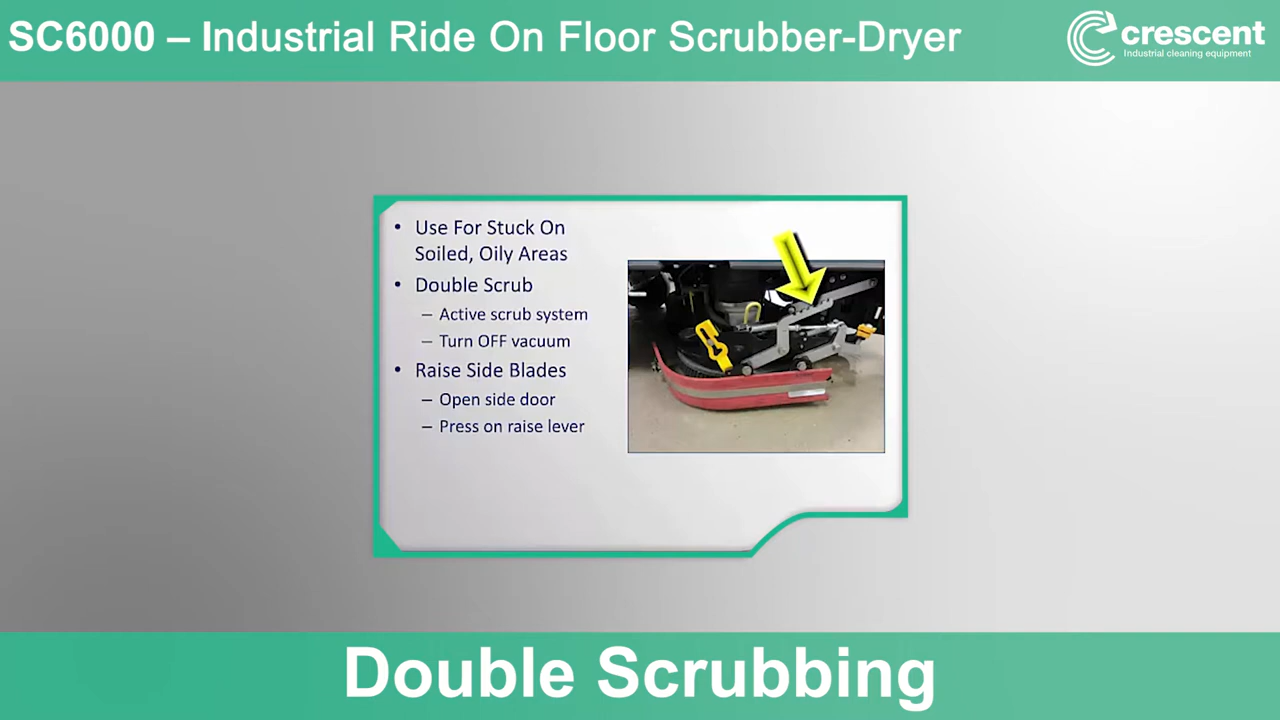 SC6000 – Industrial Ride On Floor Scrubber-Dryer
crescent
Industrial cleaning equipment
• Use For Stuck On
Soiled, Oily Areas
• Double Scrub
– Active scrub system
– Turn OFF vacuum
• Raise Side Blades
– Open side door
– Press on raise lever
Double Scrubbing